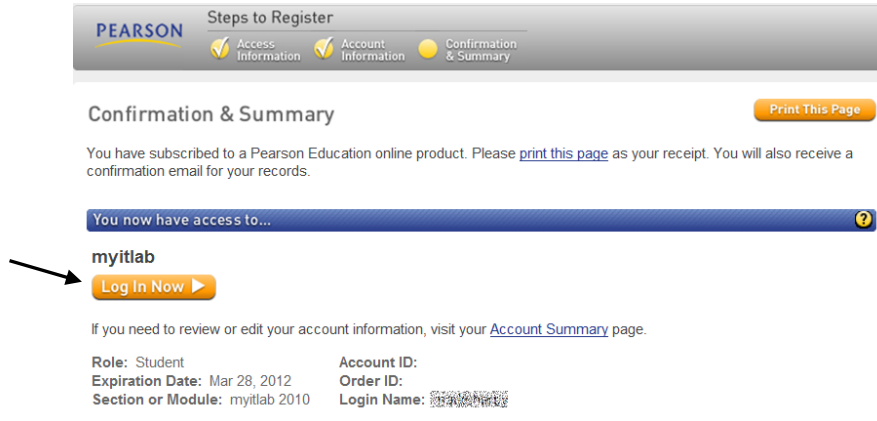 PEARSON
Steps to Register
Access Information
Account Information
Confirmation & Summary
Confirmation & Summary
Print This Page
You have subscribed to a Pearson Education online product. Please print this page as your receipt. You will also receive a
confirmation email for your records.
You now have access to...
?
myitlab
Log In Now
If you need to review or edit your account information, visit your Account Summary page.
Role: Student
Account ID:
Expiration Date: Mar 28, 2012
Order ID:
Section or Module: myitlab 2010
Login Name: